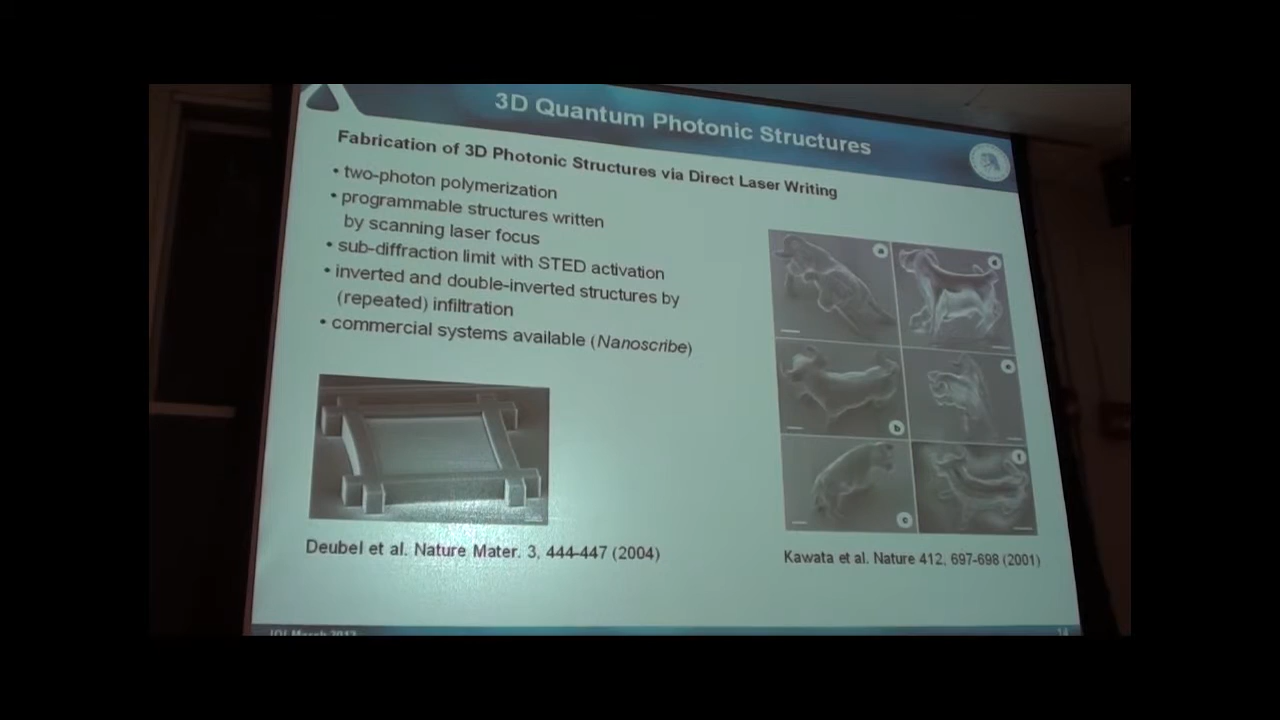 3D Quantum Photonic Structures
Fabrication of 3D Photonic Structures via Direct Laser Writing
• two-photon polymerization
• programmable structures written
by scanning laser focus
• sub-diffraction limit with STED activation
• inverted and double-inverted structures by
(repeated) infiltration
• commercial systems available (Nanoscribe)
a
d
b
e
c
f
Deubel et al. Nature Mater. 3, 444-447 (2004)
Kawata et al. Nature 412, 697-698 (2001)
March 2013
14